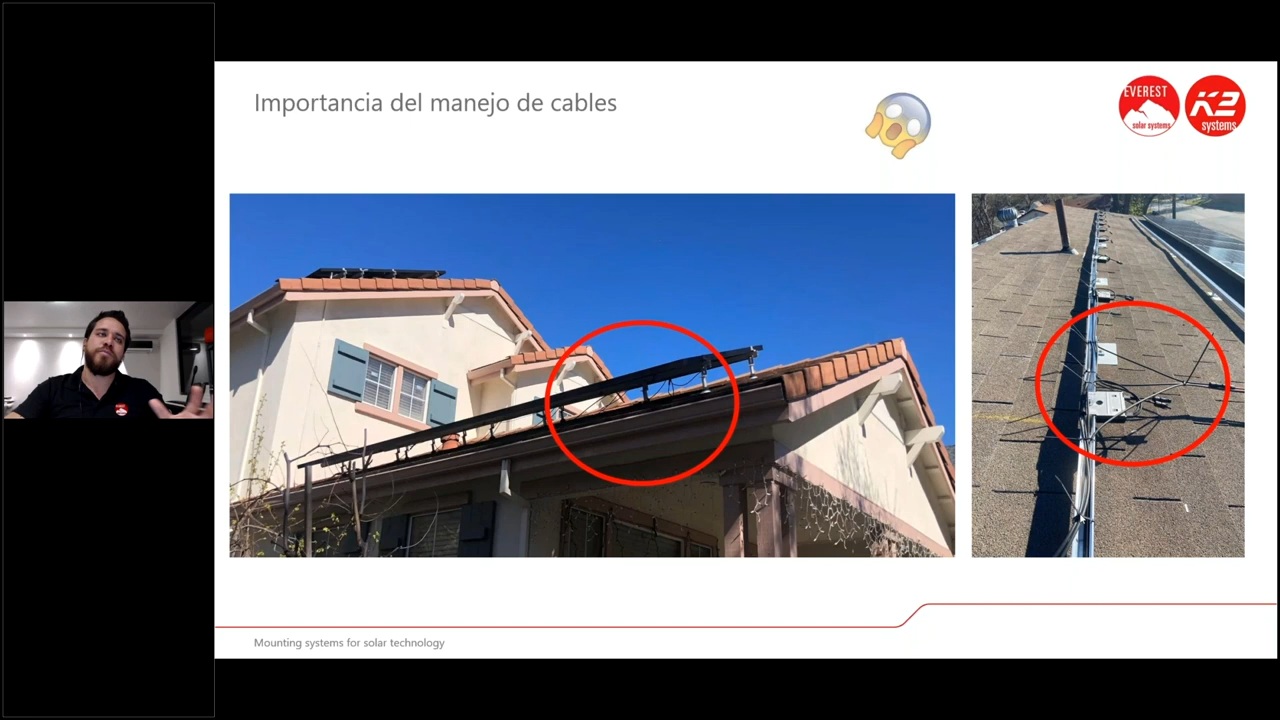 Importancia del manejo de cables
EVEREST
solar systems
K2
systems
Mounting systems for solar technology